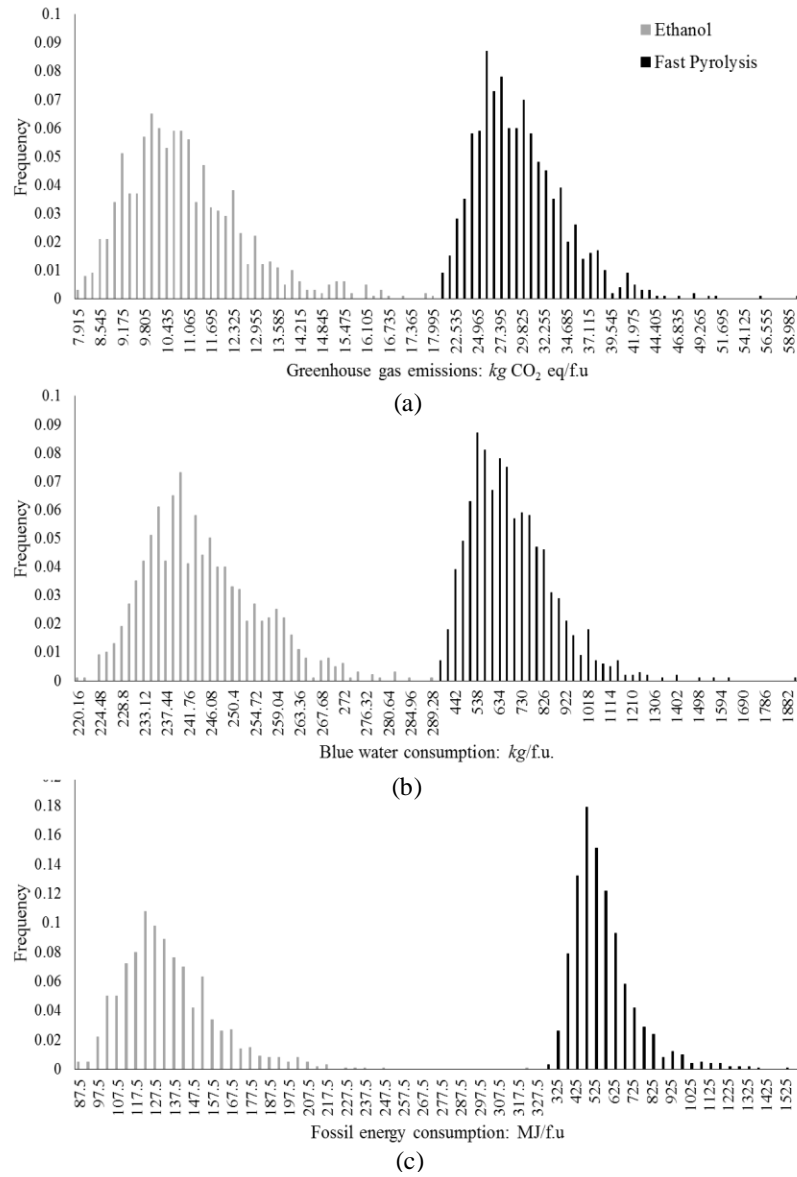 0.1
0.09
0.08
0.07
0.06
0.05
0.04
0.03
0.02
0.01
0
Frequency
Ethanol
Fast Pyrolysis
7.915 8.545 9.175 9.805 10.435 11.065 11.695 12.325 12.955 13.585 14.215 14.845 15.475 16.105 16.735 17.365 17.995 22.535 24.965 27.395 29.825 32.255 34.685 37.115 39.545 41.975 44.405 46.835 49.265 51.695 54.125 56.555 58.985
Greenhouse gas emissions: kg CO₂ eq/f.u
(a)
0.1
0.09
0.08
0.07
0.06
0.05
0.04
0.03
0.02
0.01
0
Frequency
220.16 224.48 228.8 233.12 237.44 241.76 246.08 250.4 254.72 259.04 263.36 267.68 272 276.32 280.64 284.96 289.28 442 538 634 730 826 922 1018 1114 1210 1306 1402 1498 1594 1690 1786 1882
Blue water consumption: kg/f.u.
(b)
0.18
0.16
0.14
0.12
0.1
0.08
0.06
0.04
0.02
0
Frequency
87.5 97.5 107.5 117.5 127.5 137.5 147.5 157.5 167.5 177.5 187.5 197.5 207.5 217.5 227.5 237.5 247.5 257.5 267.5 277.5 287.5 297.5 307.5 317.5 327.5 325 425 525 625 725 825 925 1025 1125 1225 1325 1425 1525
Fossil energy consumption: MJ/f.u
(c)